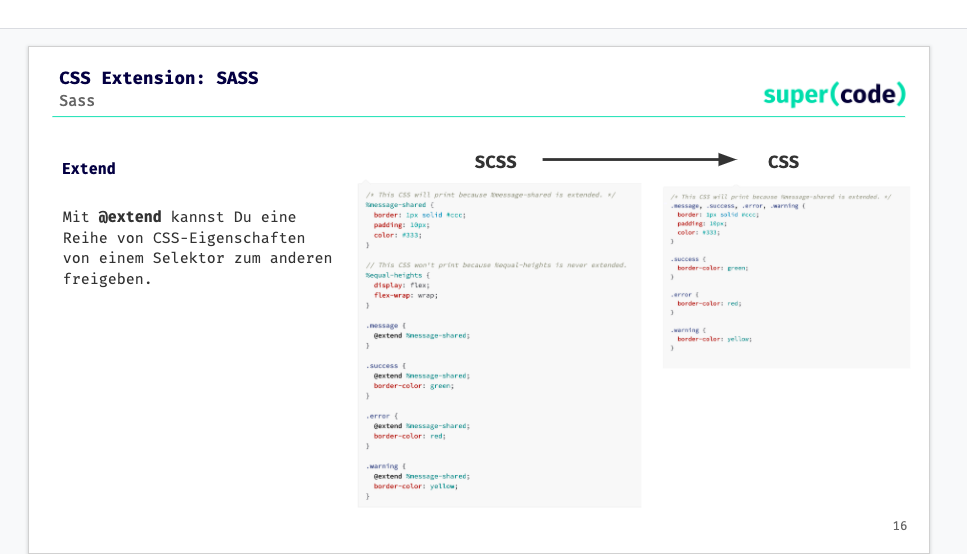 CSS Extension: SASS
Sass
super(code)
Extend
Mit @extend kannst Du eine
Reihe von CSS-Eigenschaften
von einem Selektor zum anderen
freigeben.
SCSS
/* This CSS will print because %message-shared is extended. */
%message-shared {
border: 1px solid #ccc;
padding: 10px;
color: #333;
}
// This CSS won't print because %equal-heights is never extended.
%equal-heights {
display: flex;
flex-wrap: wrap;
}
.message {
@extend %message-shared;
}
.success {
@extend %message-shared;
border-color: green;
}
.error {
@extend %message-shared;
border-color: red;
}
.warning {
@extend %message-shared;
border-color: yellow;
}
CSS
/* This CSS will print because %message-shared is extended. */
.message, .success, .error, .warning {
border: 1px solid #ccc;
padding: 10px;
color: #333;
}
.success {
border-color: green;
}
.error {
border-color: red;
}
.warning {
border-color: yellow;
}
16